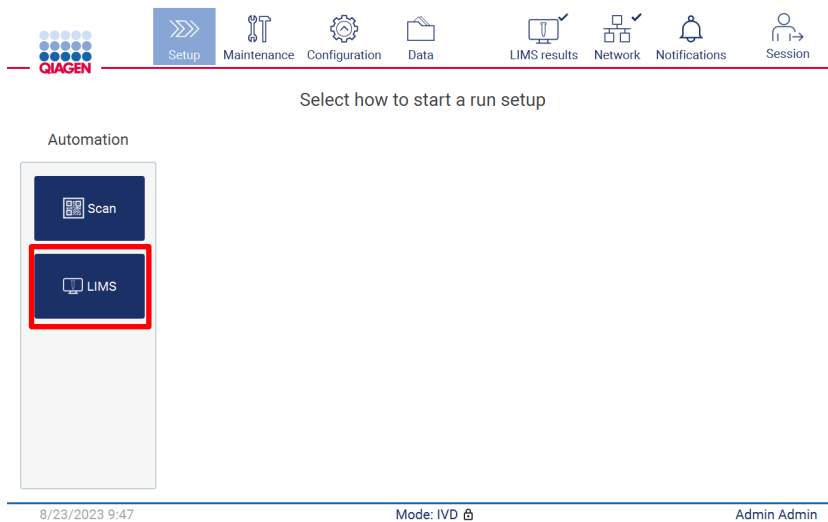 QIAGEN
Setup
Maintenance
Configuration
Data
LIMS results
Network
Notifications
Session
Select how to start a run setup
Automation
Scan
LIMS
8/23/2023 9:47
Mode: IVD
Admin Admin